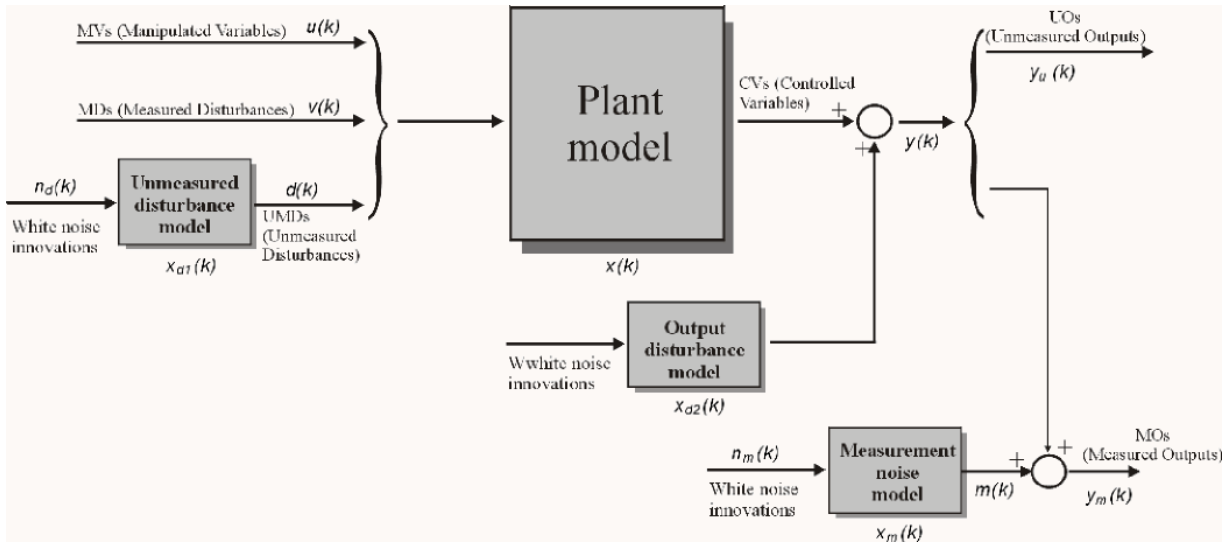 MVs (Manipulated Variables) u(k)
MDs (Measured Disturbances) v(k)
n_d(k)
White noise
innovations
Unmeasured
disturbance
model
x_d1(k)
d(k)
UMDs
(Unmeasured
Disturbances)
Plant
model
x(k)
CVs (Controlled
Variables)
+
+
y(k)
UOs
(Unmeasured Outputs)
y_u (k)
Wwhite noise
innovations
Output
disturbance
model
x_d2(k)
n_m(k)
White noise
innovations
Measurement
noise
model
x_m(k)
m(k)
+
+
MOs
(Measured Outputs)
y_m(k)